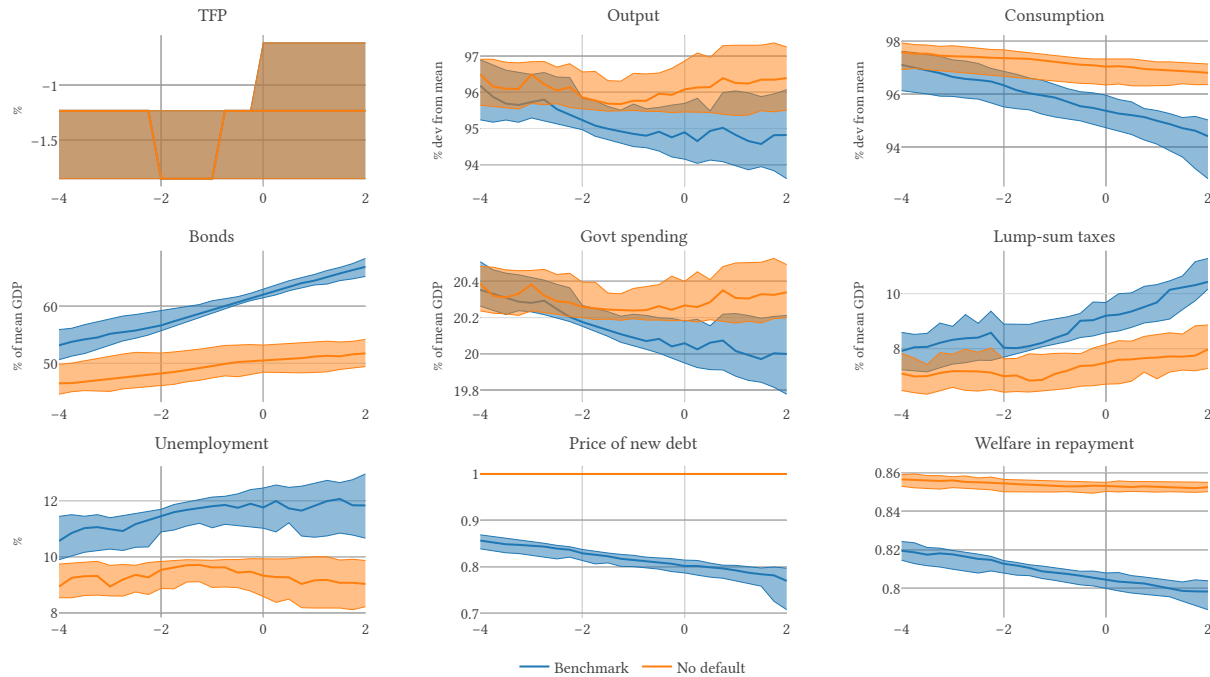 TFP
Output
Consumption
%
−1
−1.5
−4 −2 0 2
% dev from mean
97
96
95
94
−4 −2 0 2
% dev from mean
98
96
94
−4 −2 0 2
Bonds
Govt spending
Lump-sum taxes
% of mean GDP
60
50
−4 −2 0 2
% of mean GDP
20.4
20.2
20
19.8
−4 −2 0 2
% of mean GDP
10
8
−4 −2 0 2
Unemployment
Price of new debt
Welfare in repayment
%
12
10
8
−4 −2 0 2
1
0.9
0.8
0.7
−4 −2 0 2
0.86
0.84
0.82
0.8
−4 −2 0 2
Benchmark No default